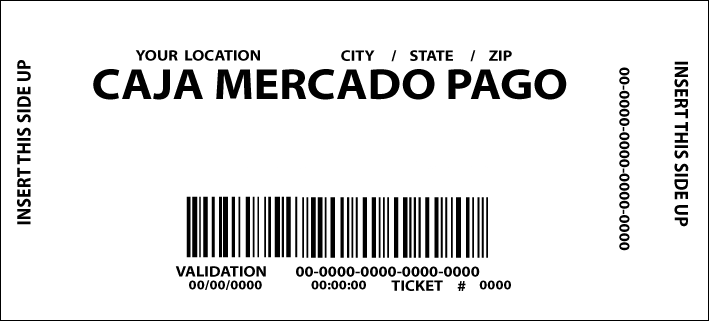 YOUR LOCATION CITY / STATE / ZIP
CAJA MERCADO PAGO
INSERT THIS SIDE UP
00-0000-0000-0000-0000
INSERT THIS SIDE UP
VALIDATION 00-0000-0000-0000-0000
00/00/0000 00:00:00 TICKET # 0000